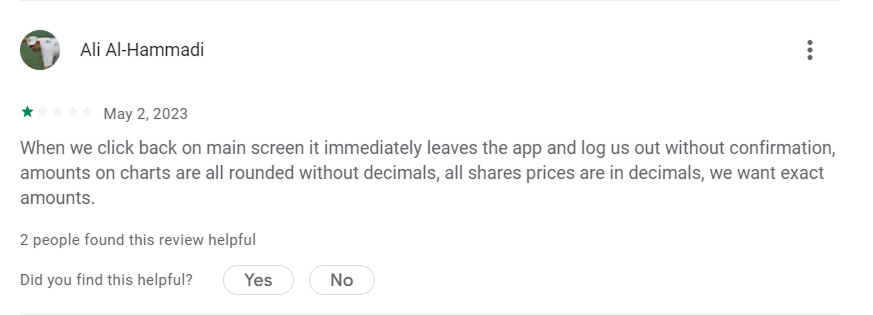 Ali Al-Hammadi
May 2, 2023
When we click back on main screen it immediately leaves the app and log us out without confirmation,
amounts on charts are all rounded without decimals, all shares prices are in decimals, we want exact
amounts.
2 people found this review helpful
Did you find this helpful? Yes No